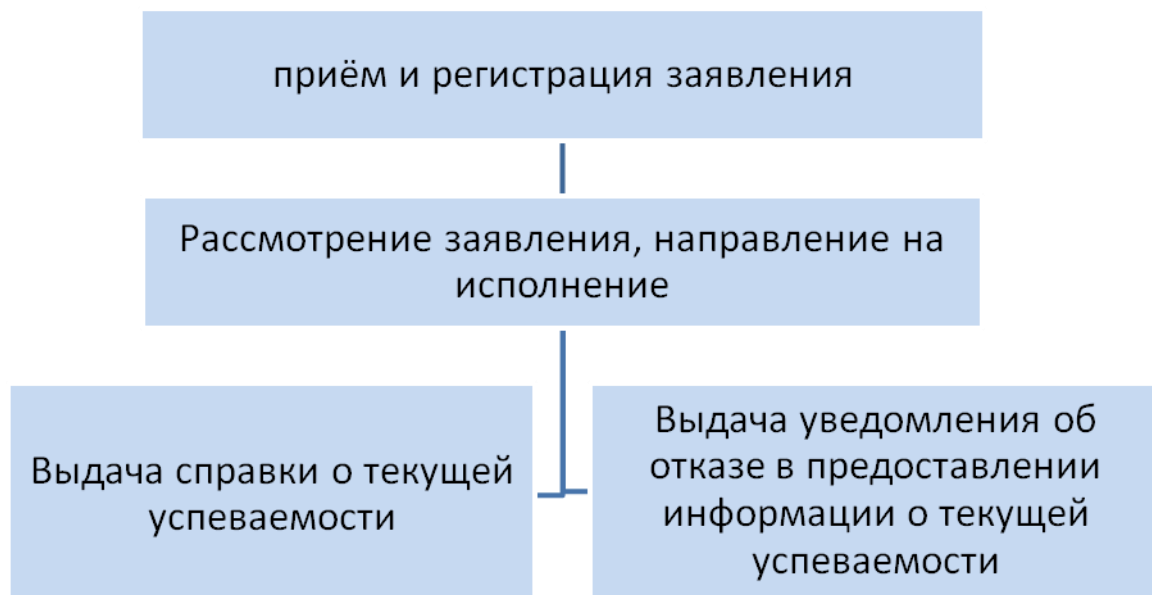 приём и регистрация заявления
Рассмотрение заявления, направление на
исполнение
Выдача справки о текущей
успеваемости
Выдача уведомления об
отказе в предоставлении
информации о текущей
успеваемости